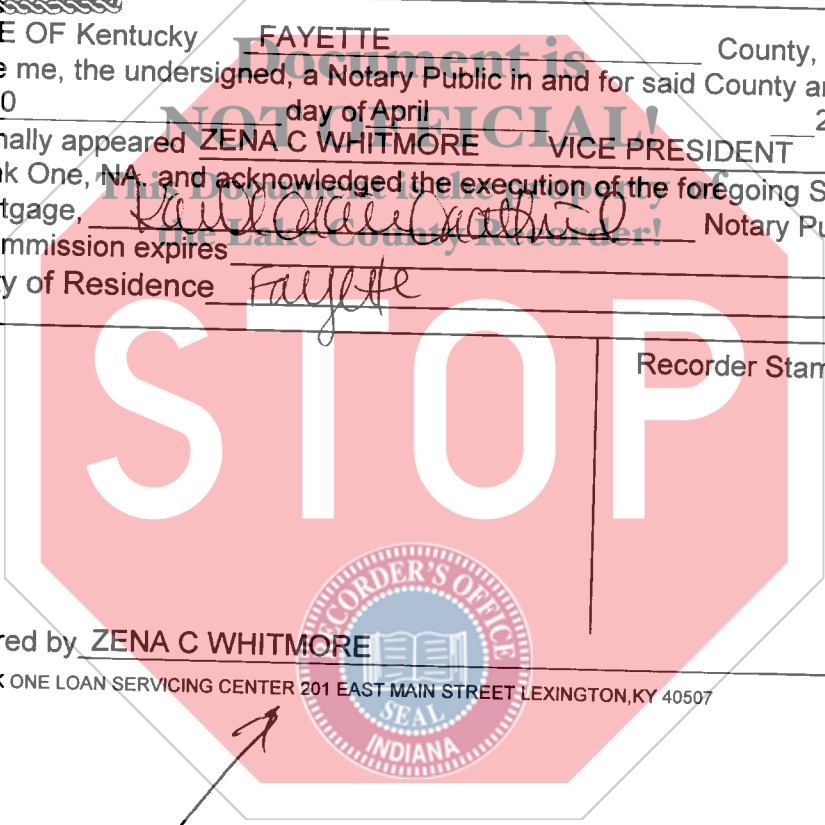 E OF Kentucky FAYETTE County,
e me, the undersigned, a Notary Public in and for said County an
0 day of April 2
nally appeared ZENA C WHITMORE VICE PRESIDENT
k One, NA. and acknowledged the execution of the foregoing S
tgage, Notary Pu
mmission expires
y of Residence Fayette
Document is
NOT OFFICIAL!
This Document is the Property of
the Lake County Recorder!
STOP
Recorder Stam
RECORDER'S OFFICE
SEAL
INDIANA
red by ZENA C WHITMORE
K ONE LOAN SERVICING CENTER 201 EAST MAIN STREET LEXINGTON,KY 40507